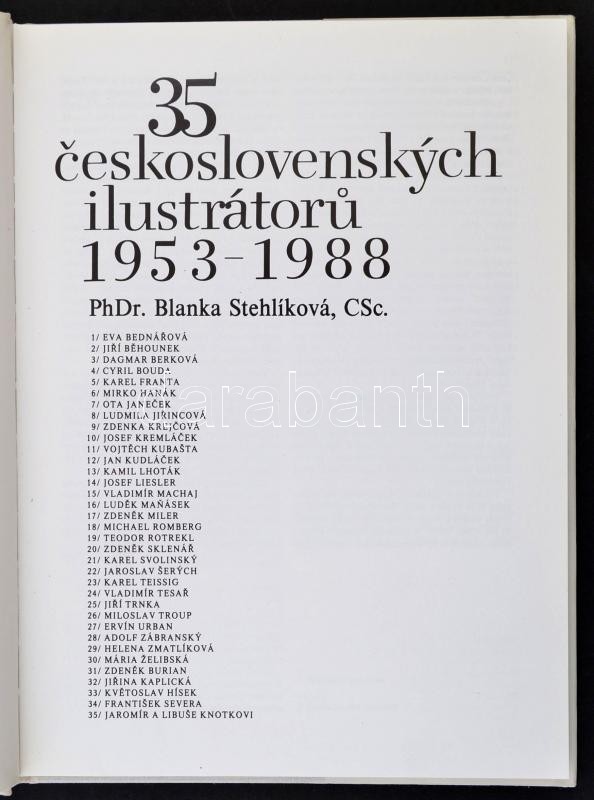 35
československých
ilustrátorů
1953–1988
PhDr. Blanka Stehlíková, CSc.
1/ EVA BEDNÁŘOVÁ
2/ JIŘÍ BĚHOUNEK
3/ DAGMAR BERKOVÁ
4/ CYRIL BOUDA
5/ KAREL FRANTA
6/ MIRKO HANÁK
7/ OTA JANEČEK
8/ LUDMILA JIŘINCOVÁ
9/ ZDENKA KREJČOVÁ
10/ JOSEF KREMLÁČEK
11/ VOJTĚCH KUBAŠTA
12/ JAN KUDLÁČEK
13/ KAMIL LHOTÁK
14/ JOSEF LIESLER
15/ VLADIMÍR MACHAJ
16/ LUDĚK MAŇÁSEK
17/ ZDENĚK MILER
18/ MICHAEL ROMBERG
19/ TEODOR ROTREKL
20/ ZDENĚK SKLENÁŘ
21/ KAREL SVOLINSKÝ
22/ JAROSLAV ŠERÝCH
23/ KAREL TEISSIG
24/ VLADIMÍR TESAŘ
25/ JIŘÍ TRNKA
26/ MILOSLAV TROUP
27/ ERVÍN URBAN
28/ ADOLF ZÁBRANSKÝ
29/ HELENA ZMATLÍKOVÁ
30/ MÁRIA ŽELIBSKÁ
31/ ZDENĚK BURIAN
32/ JIŘINA KAPLICKÁ
33/ KVĚTOSLAV HÍSEK
34/ FRANTIŠEK SEVERA
35/ JAROMÍR A LIBUŠE KNOTKOVI
darabanth